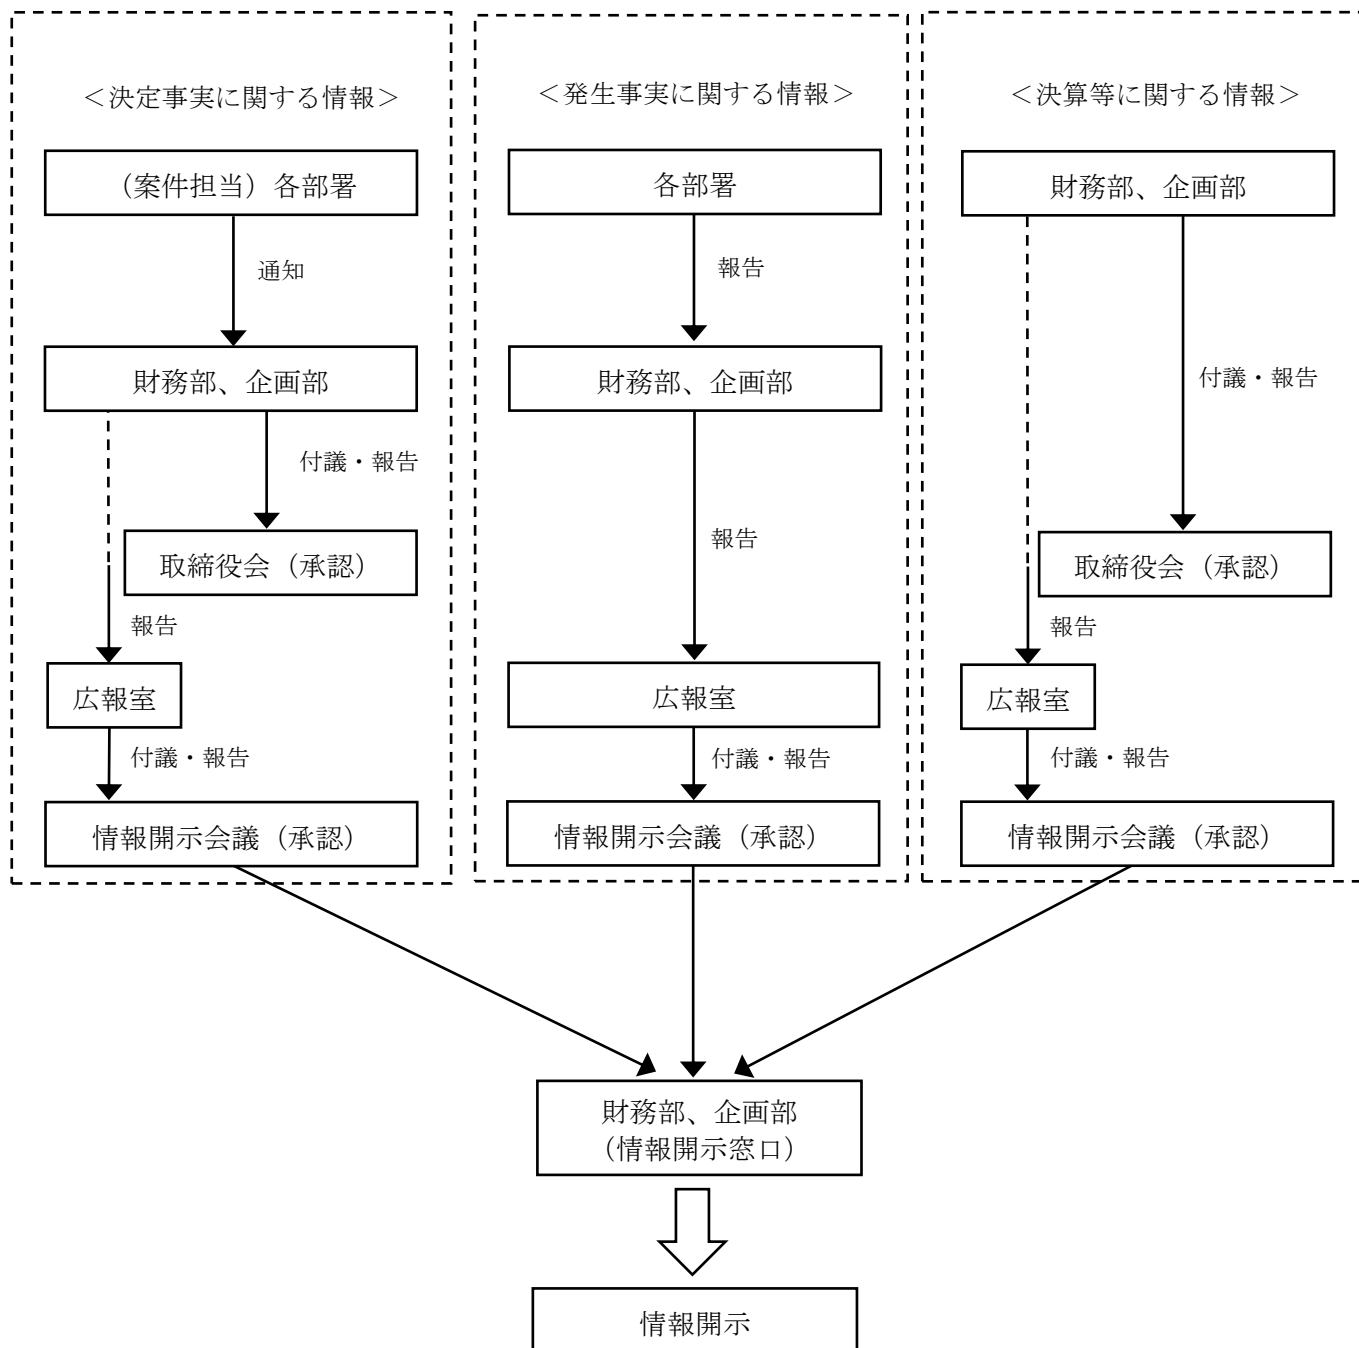 ＜決定事実に関する情報＞
（案件担当）各部署
通知
財務部、企画部
付議・報告
取締役会（承認）
報告
広報室
付議・報告
情報開示会議（承認）
＜発生事実に関する情報＞
各部署
報告
財務部、企画部
報告
広報室
付議・報告
情報開示会議（承認）
＜決算等に関する情報＞
財務部、企画部
付議・報告
取締役会（承認）
報告
広報室
付議・報告
情報開示会議（承認）
財務部、企画部
（情報開示窓口）
情報開示